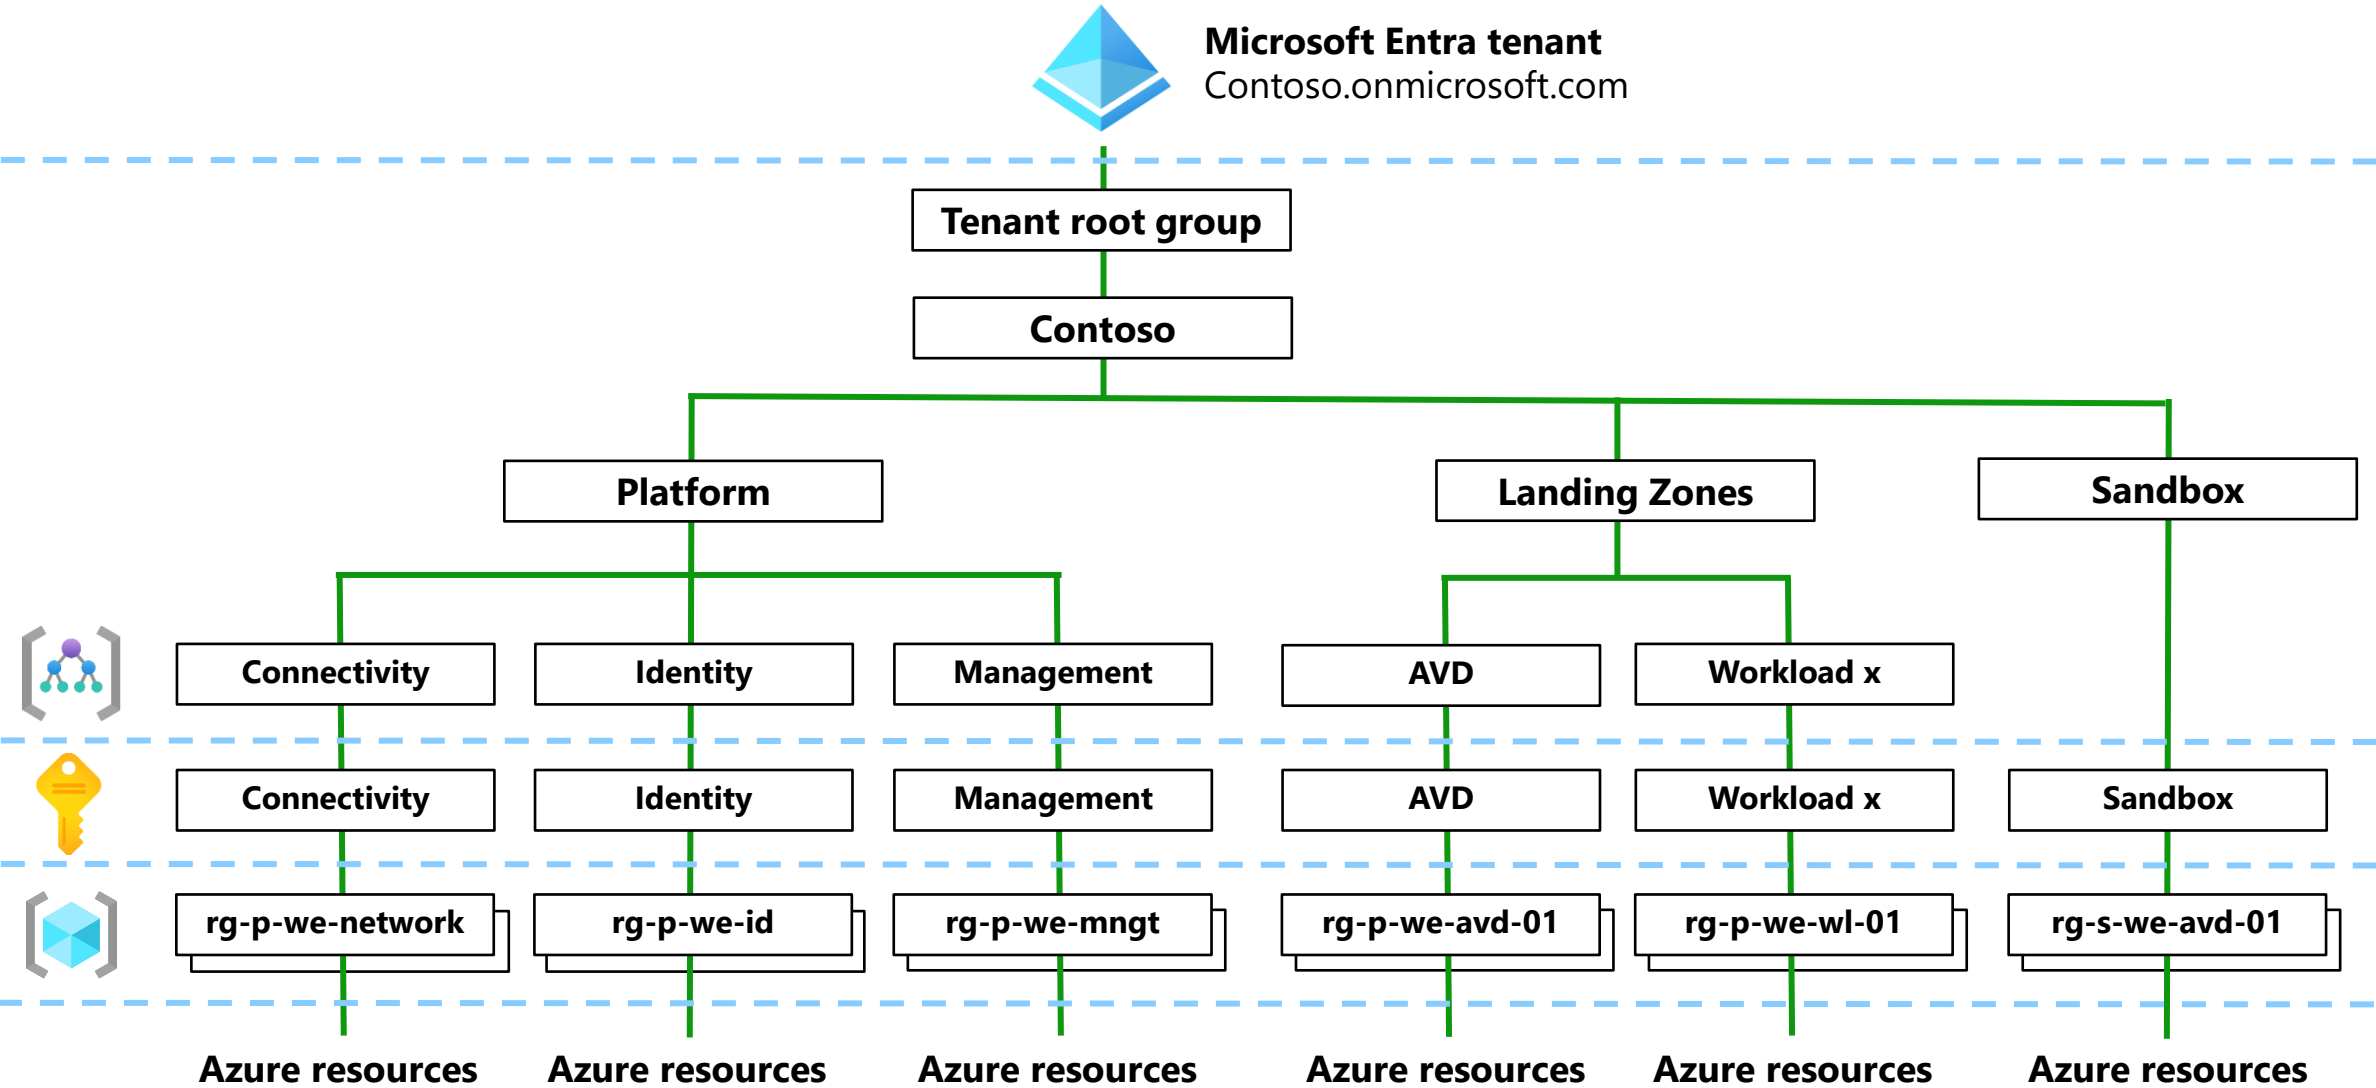 Microsoft Entra tenant
Contoso.onmicrosoft.com
Tenant root group
Contoso
Platform
Landing Zones
Sandbox
Connectivity
Identity
Management
AVD
Workload x
Connectivity
Identity
Management
AVD
Workload x
Sandbox
rg-p-we-network
rg-p-we-id
rg-p-we-mngt
rg-p-we-avd-01
rg-p-we-wl-01
rg-s-we-avd-01
Azure resources
Azure resources
Azure resources
Azure resources
Azure resources
Azure resources